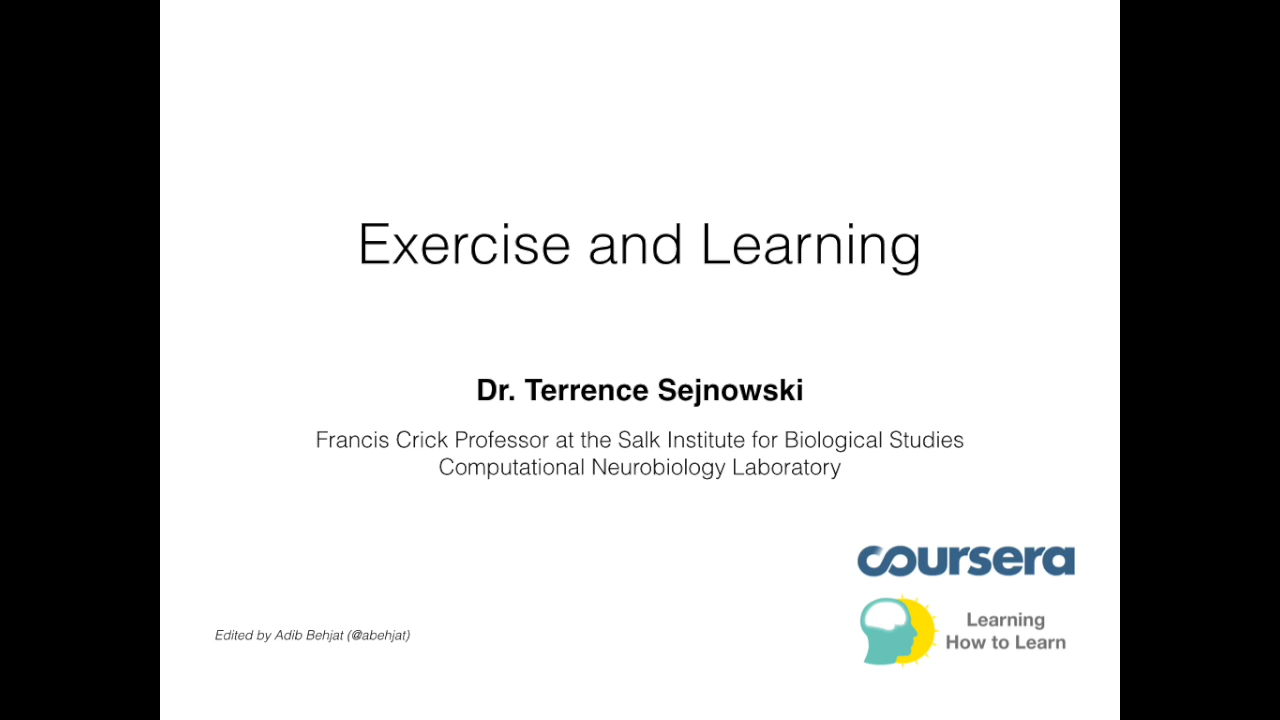 Exercise and Learning
Dr. Terrence Sejnowski
Francis Crick Professor at the Salk Institute for Biological Studies
Computational Neurobiology Laboratory
coursera
Learning
How to Learn
Edited by Adib Behjat (@abehjat)